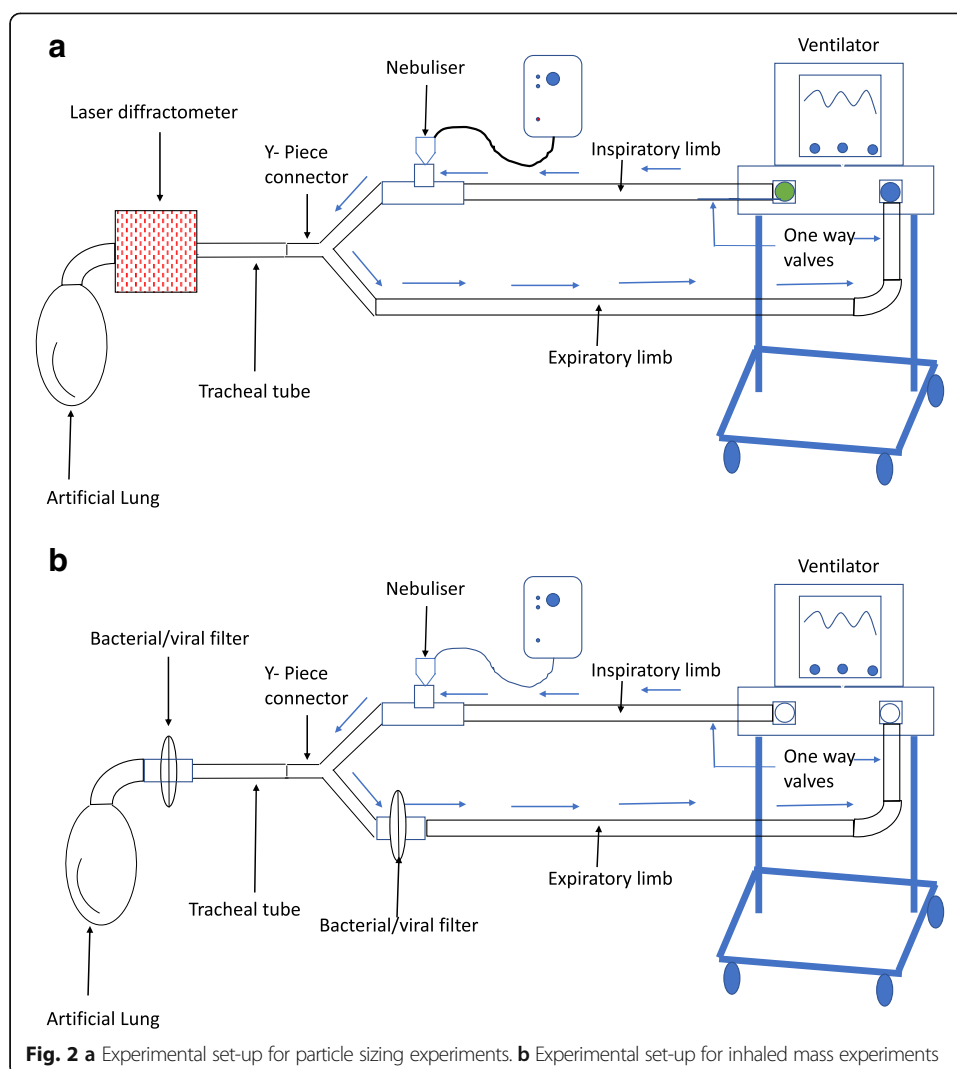 a
Ventilator
Nebuliser
Laser diffractometer
Y- Piece
connector
Inspiratory limb
One way
valves
Expiratory limb
Tracheal tube
Artificial Lung
b
Ventilator
Nebuliser
Bacterial/viral filter
Y- Piece
connector
Inspiratory limb
One way
valves
Expiratory limb
Tracheal tube
Bacterial/viral filter
Artificial Lung
Fig. 2 a Experimental set-up for particle sizing experiments. b Experimental set-up for inhaled mass experiments